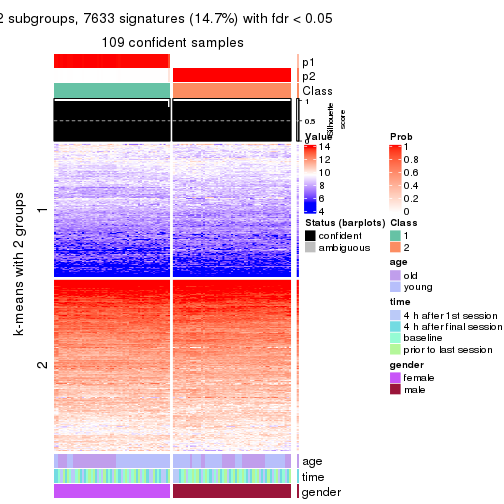 2 subgroups, 7633 signatures (14.7%) with fdr < 0.05
109 confident samples
p1
p2
Class
1
0.5
0
Silhouette
score
k-means with 2 groups
1
2
Value
14
12
10
8
6
4
Prob
1
0.8
0.6
0.4
0.2
0
Status (barplots)
confident
ambiguous
Class
1
2
age
old
young
time
4 h after 1st session
4 h after final session
baseline
prior to last session
gender
female
male
age
time
gender